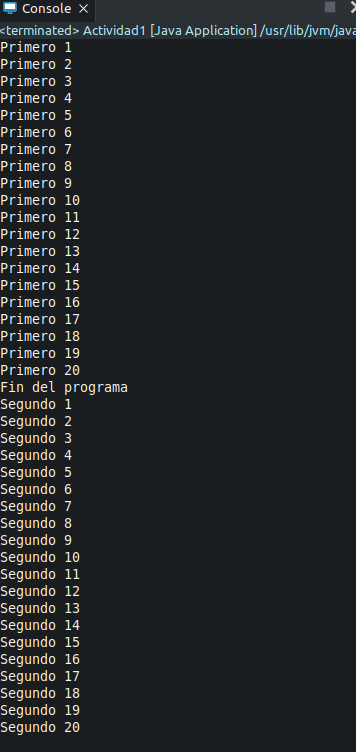 Console
<terminated> Actividad1 [Java Application] /usr/lib/jvm/java
Primero 1
Primero 2
Primero 3
Primero 4
Primero 5
Primero 6
Primero 7
Primero 8
Primero 9
Primero 10
Primero 11
Primero 12
Primero 13
Primero 14
Primero 15
Primero 16
Primero 17
Primero 18
Primero 19
Primero 20
Fin del programa
Segundo 1
Segundo 2
Segundo 3
Segundo 4
Segundo 5
Segundo 6
Segundo 7
Segundo 8
Segundo 9
Segundo 10
Segundo 11
Segundo 12
Segundo 13
Segundo 14
Segundo 15
Segundo 16
Segundo 17
Segundo 18
Segundo 19
Segundo 20